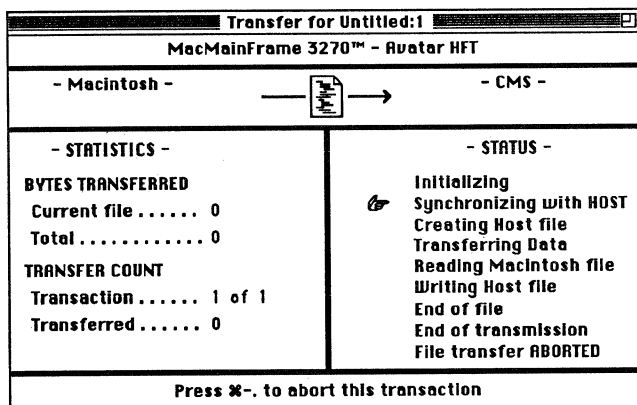 Transfer for Untitled:1
MacMainFrame 3270™ - Avatar HFT
- Macintosh -
- CMS -
- STATISTICS -
BYTES TRANSFERRED
Current file ...... 0
Total ............ 0
TRANSFER COUNT
Transaction ...... 1 of 1
Transferred ..... 0
- STATUS -
Initializing
Synchronizing with HOST
Creating Host file
Transferring Data
Reading Macintosh file
Writing Host file
End of file
End of transmission
File transfer ABORTED
Press ⌘-. to abort this transaction